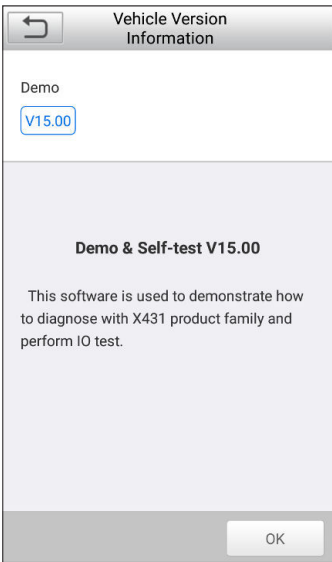 Vehicle Version
Information
Demo
V15.00
Demo & Self-test V15.00
This software is used to demonstrate how
to diagnose with X431 product family and
perform IO test.
OK